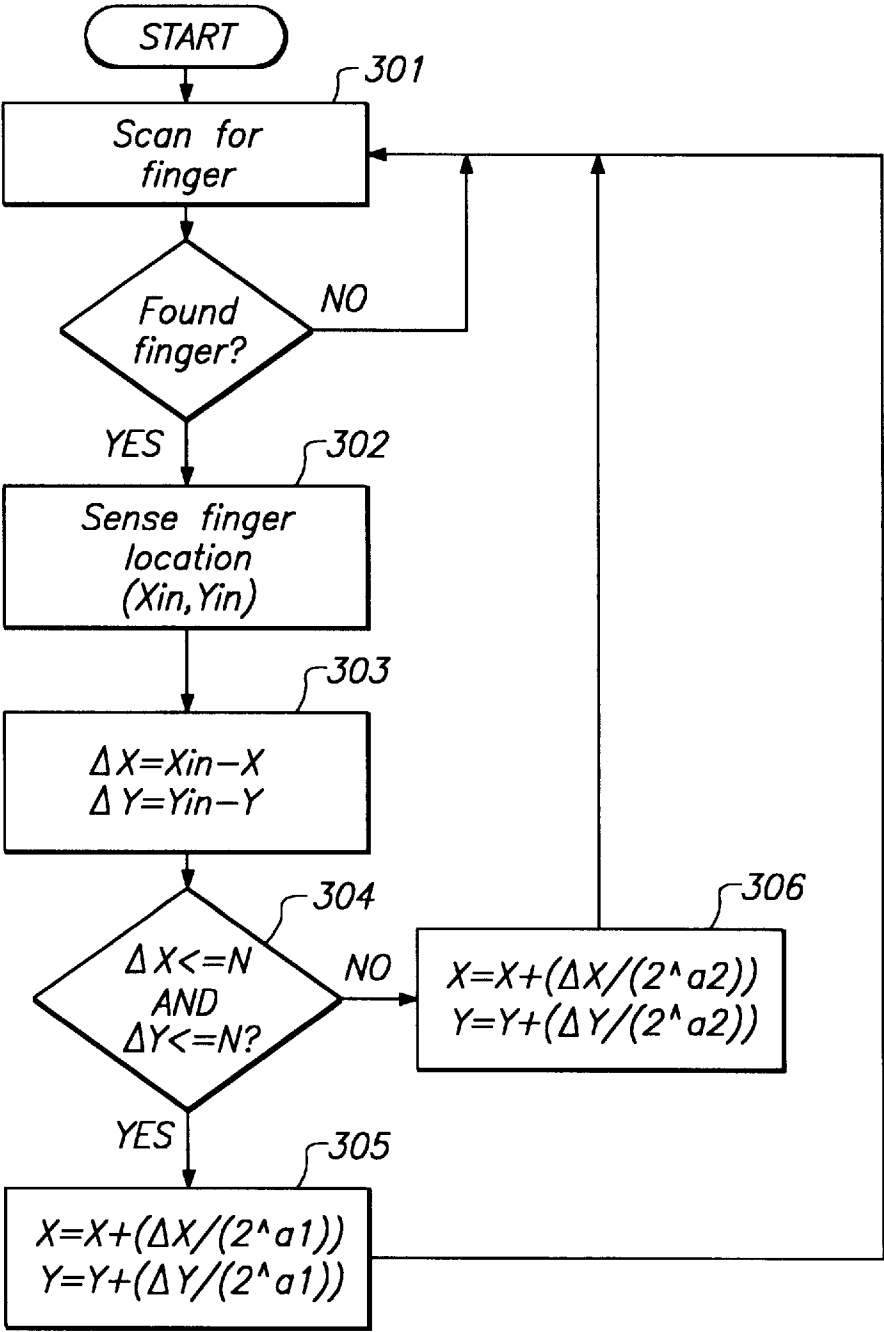 START
301
Scan for
finger
Found
finger?
NO
YES
302
Sense finger
location
(Xin,Yin)
303
ΔX=Xin−X
ΔY=Yin−Y
304
ΔX<=N
AND
ΔY<=N?
NO
306
X=X+(ΔX/(2^a2))
Y=Y+(ΔY/(2^a2))
YES
305
X=X+(ΔX/(2^a1))
Y=Y+(ΔY/(2^a1))